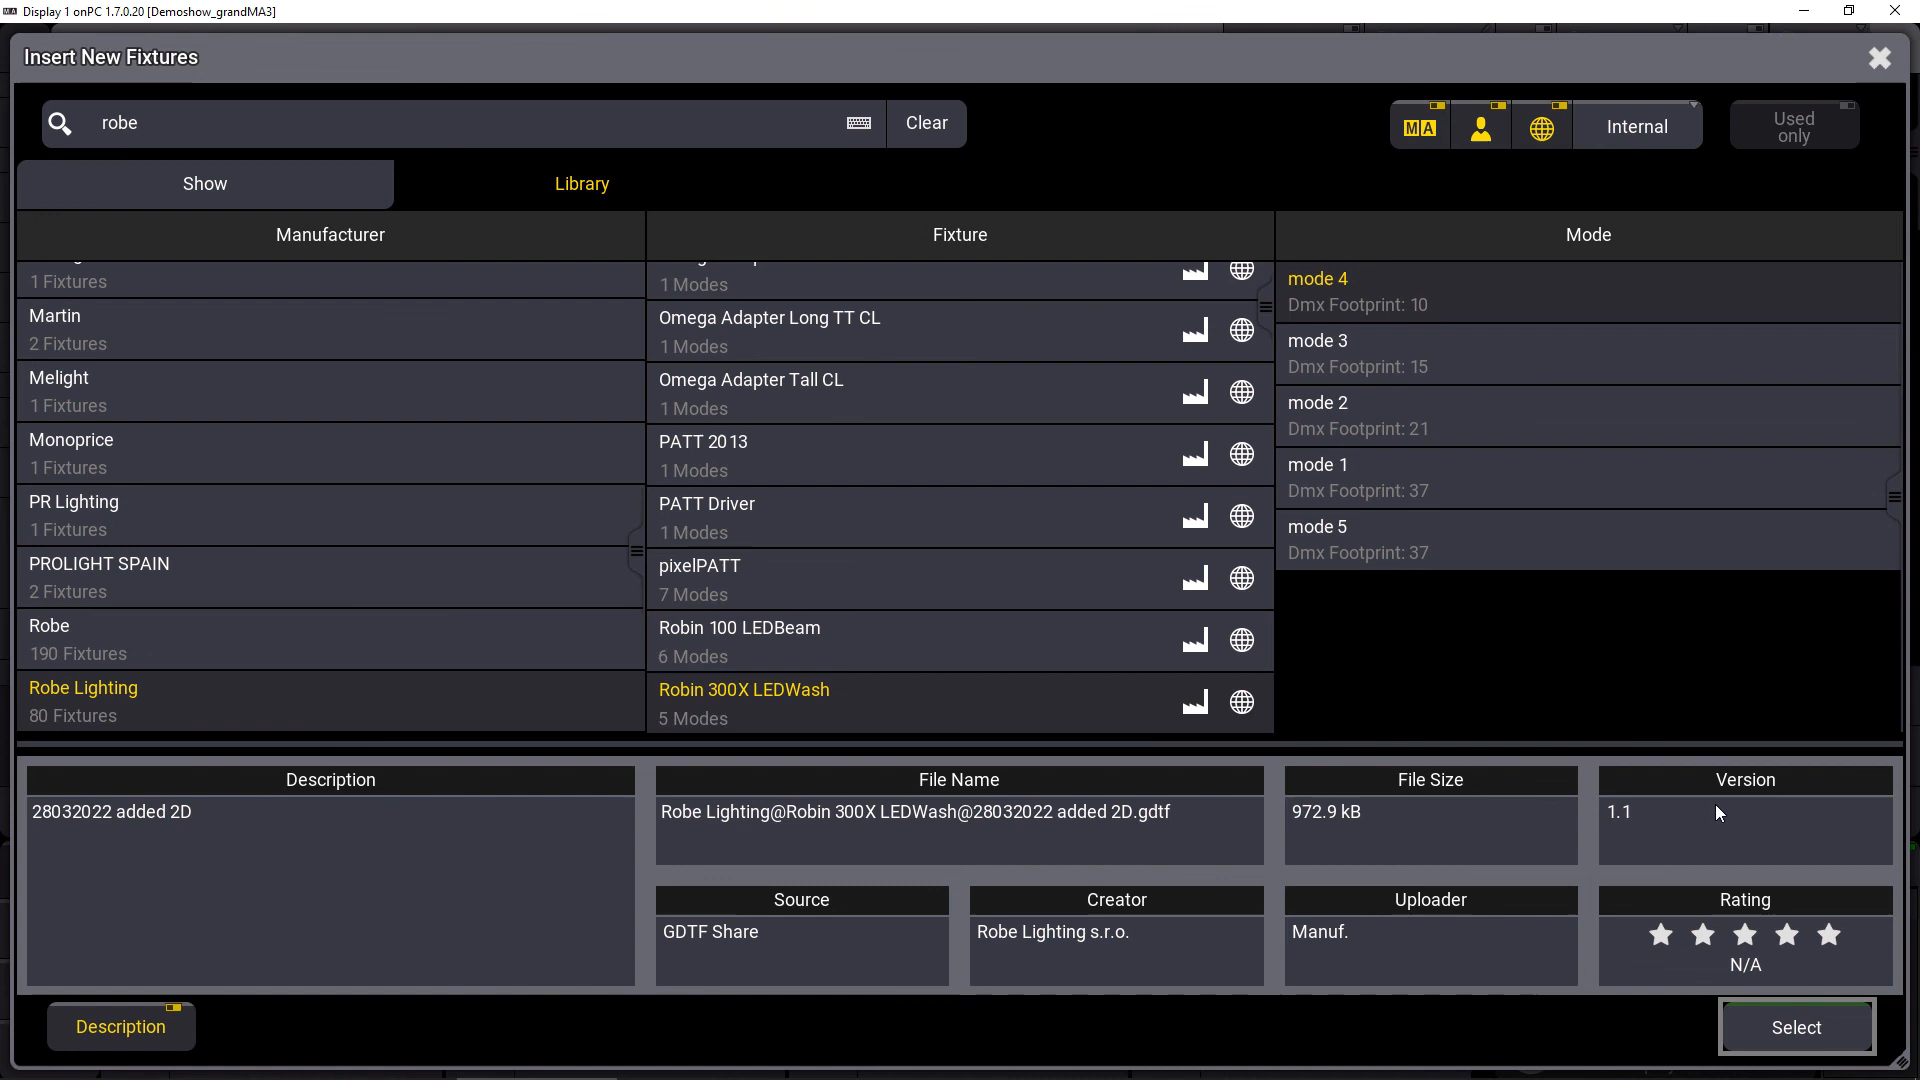 Display 1 onPC 1.7.0.20 [Demoshow_grandMA3]
Insert New Fixtures
robe
Clear
MA
Internal
Used
only
Show
Library
Manufacturer
Fixture
Mode
1 Fixtures
Martin
2 Fixtures
Melight
1 Fixtures
Monoprice
1 Fixtures
PR Lighting
1 Fixtures
PROLIGHT SPAIN
2 Fixtures
Robe
190 Fixtures
Robe Lighting
80 Fixtures
1 Modes
Omega Adapter Long TT CL
1 Modes
Omega Adapter Tall CL
1 Modes
PATT 2013
1 Modes
PATT Driver
1 Modes
pixelPATT
7 Modes
Robin 100 LEDBeam
6 Modes
Robin 300X LEDWash
5 Modes
mode 4
Dmx Footprint: 10
mode 3
Dmx Footprint: 15
mode 2
Dmx Footprint: 21
mode 1
Dmx Footprint: 37
mode 5
Dmx Footprint: 37
Description
28032022 added 2D
File Name
Robe Lighting@Robin 300X LEDWash@28032022 added 2D.gdtf
File Size
972.9 kB
Version
1.1
Source
GDTF Share
Creator
Robe Lighting s.r.o.
Uploader
Manuf.
Rating
N/A
Description
Select